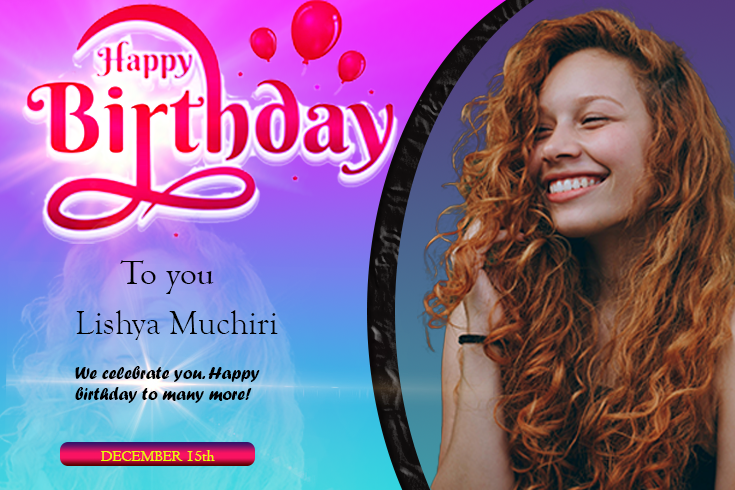 Happy
Birthday
To you
Lishya Muchiri
We celebrate you. Happy
birthday to many more!
DECEMBER 15th